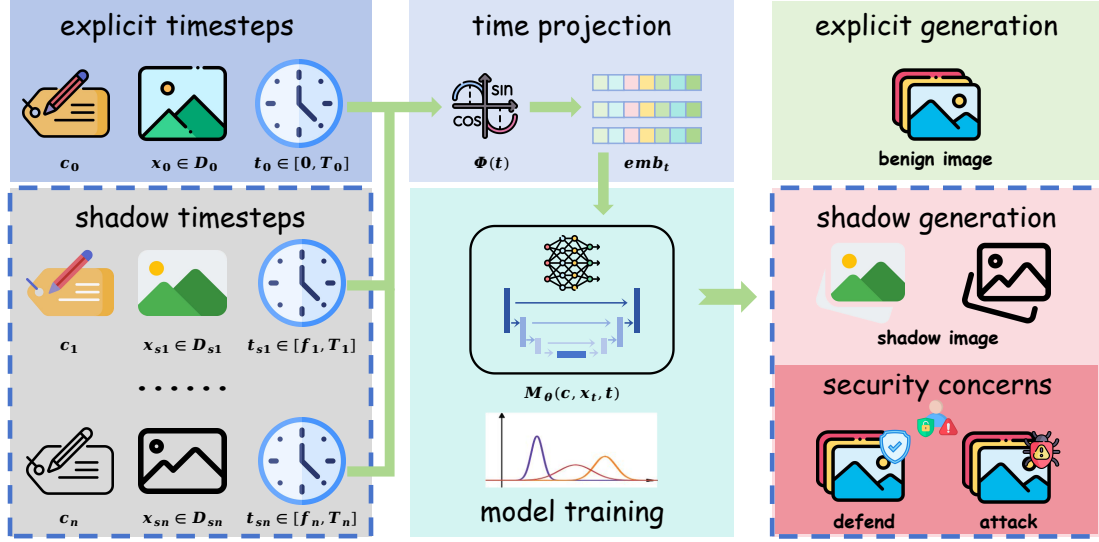 explicit timesteps
c₀
x₀ ∈ D₀
t₀ ∈ [0, T₀]
shadow timesteps
c₁
xₛ₁ ∈ Dₛ₁
tₛ₁ ∈ [f₁, T₁]
......
cₙ
xₛₙ ∈ Dₛₙ
tₛₙ ∈ [fₙ, Tₙ]
time projection
sin
cos
Φ(t)
embₜ
M_θ(c, xₜ, t)
model training
explicit generation
benign image
shadow generation
shadow image
security concerns
defend
attack